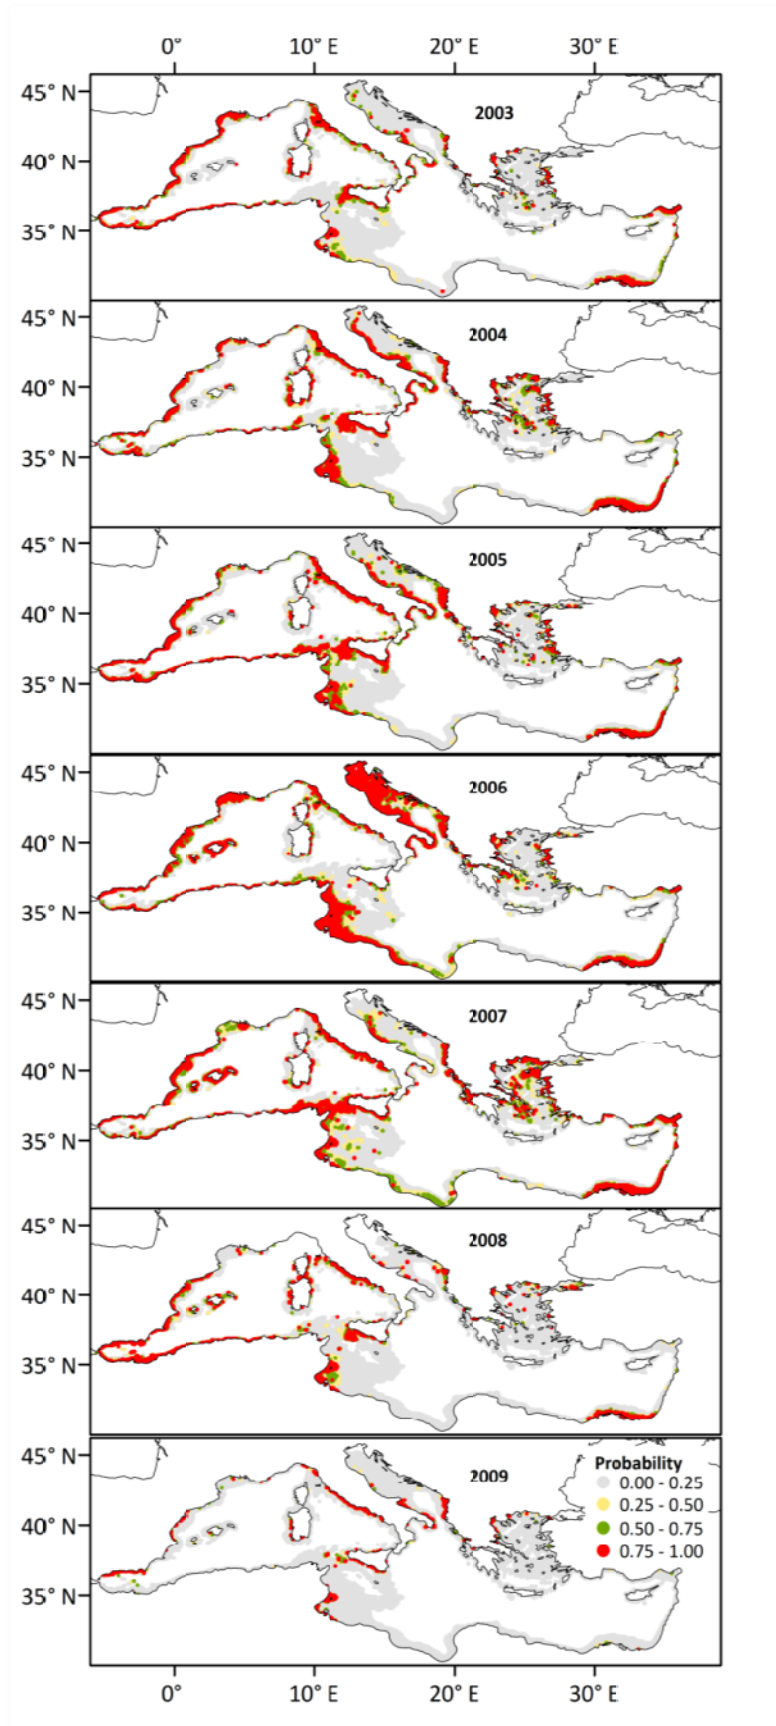 0° 10° E 20° E 30° E
45° N
2003
40° N
35° N
45° N
2004
40° N
35° N
45° N
2005
40° N
35° N
45° N
2006
40° N
35° N
45° N
2007
40° N
35° N
45° N
2008
40° N
35° N
45° N
2009
Probability
0.00 - 0.25
0.25 - 0.50
40° N
0.50 - 0.75
0.75 - 1.00
35° N
0° 10° E 20° E 30° E